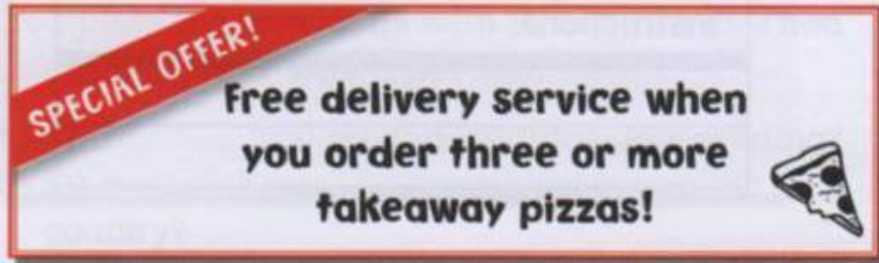 SPECIAL OFFER!
Free delivery service when
you order three or more
takeaway pizzas!